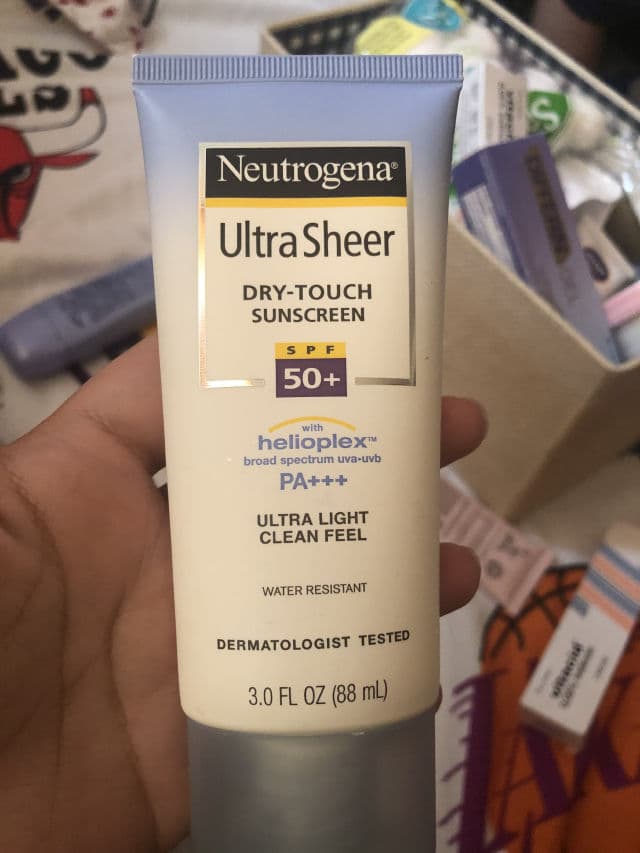 Neutrogena®
Ultra Sheer
DRY-TOUCH
SUNSCREEN
SPF
50+
with
helioplex™
broad spectrum uva-uvb
PA+++
ULTRA LIGHT
CLEAN FEEL
WATER RESISTANT
DERMATOLOGIST TESTED
3.0 FL OZ (88 mL)